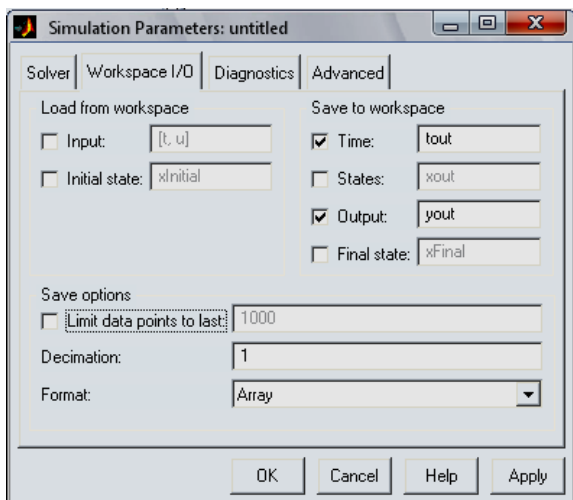 Simulation Parameters: untitled
Solver Workspace I/O Diagnostics Advanced
Load from workspace
Input: [t, u]
Initial state: xInitial
Save to workspace
Time: tout
States: xout
Output: yout
Final state: xFinal
Save options
Limit data points to last: 1000
Decimation: 1
Format: Array
OK Cancel Help Apply